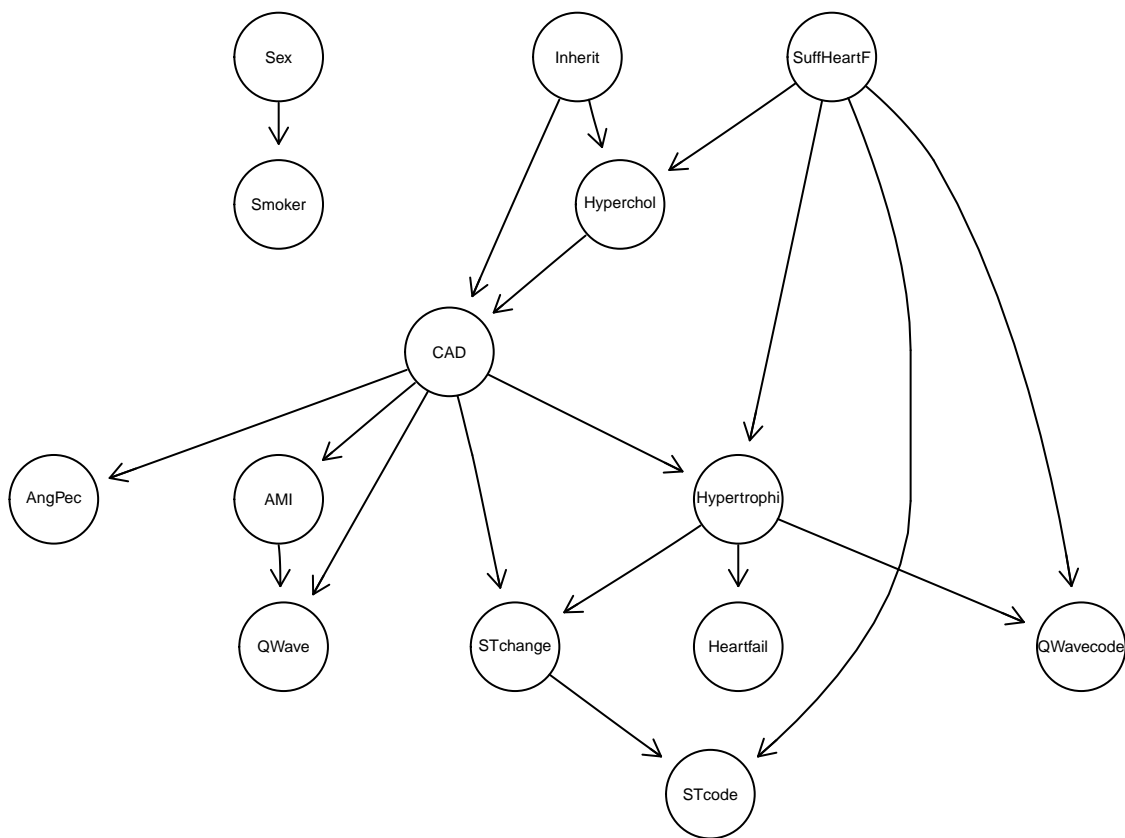 Sex
Inherit
SuffHeartF
Smoker
Hyperchol
CAD
AngPec
AMI
Hypertrophi
QWave
STchange
Heartfail
QWavecode
STcode